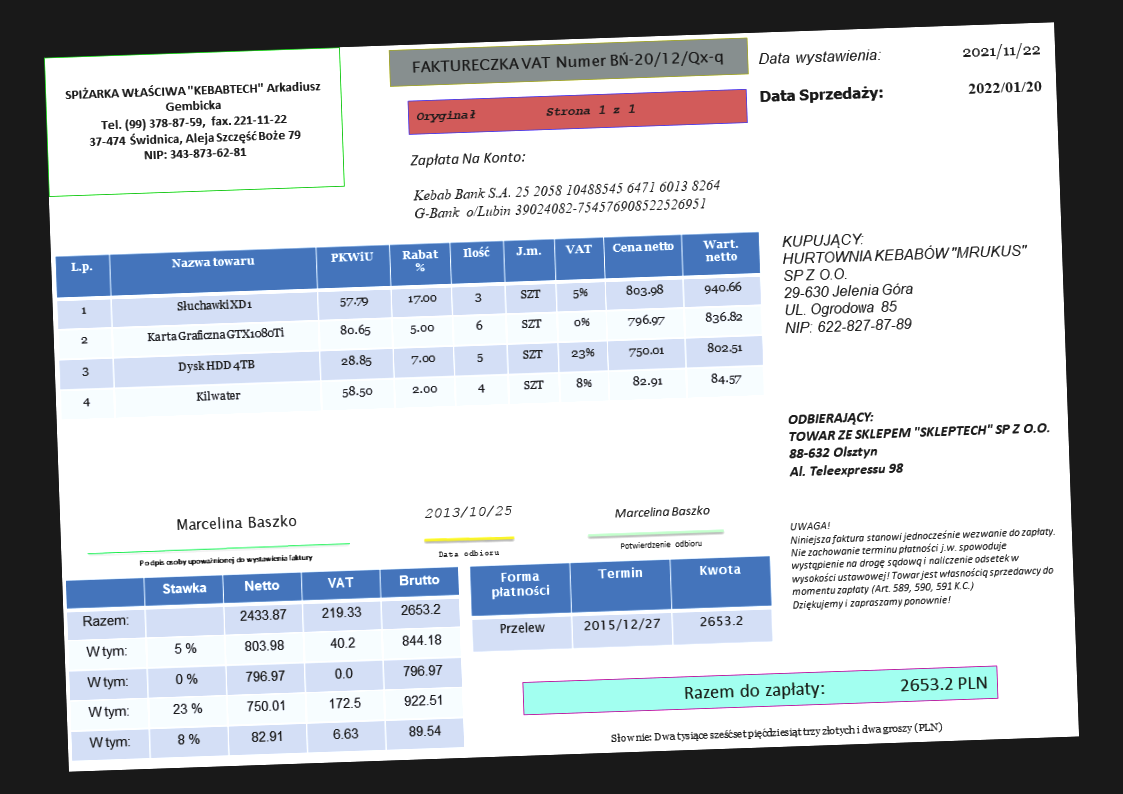 SPIŻARKA WŁAŚCIWA "KEBABTECH" Arkadiusz
Gembicka
Tel. (99) 378-87-59, fax. 221-11-22
37-474 Świdnica, Aleja Szczęść Boże 79
NIP: 343-873-62-81
FAKTURECZKA VAT Numer BŃ-20/12/Qx-q
Oryginał Strona 1 z 1
Data wystawienia: 2021/11/22
Data Sprzedaży: 2022/01/20
Zapłata Na Konto:
Kebab Bank S.A. 25 2058 10488545 6471 6013 8264
G-Bank o/Lubin 39024082-754576908522526951
KUPUJĄCY:
HURTOWNIA KEBABÓW "MRUKUS"
SP Z O.O.
29-630 Jelenia Góra
UL. Ogrodowa 85
NIP: 622-827-87-89
L.p. Nazwa towaru PKWiU Rabat % Ilość J.m. VAT Cena netto Wart. netto
1 Słuchawki XD1 57.79 17.00 3 SZT 5% 803.98 940.66
2 Karta Graficzna GTX1080Ti 80.65 5.00 6 SZT 0% 796.97 836.82
3 Dysk HDD 4TB 28.85 7.00 5 SZT 23% 750.01 802.51
4 Kilwater 58.50 2.00 4 SZT 8% 82.91 84.57
ODBIERAJĄCY:
TOWAR ZE SKLEPEM "SKLEPTECH" SP Z O.O.
88-632 Olsztyn
Al. Teleexpressu 98
Marcelina Baszko
Podpis osoby upoważnionej do wystawienia faktury
2013/10/25
Data odbioru
Marcelina Baszko
Potwierdzenie odbioru
UWAGA!
Niniejsza faktura stanowi jednocześnie wezwanie do zapłaty.
Nie zachowanie terminu płatności j.w. spowoduje
wystąpienie na drogę sądową i naliczenie odsetek w
wysokości ustawowej! Towar jest własnością sprzedawcy do
momentu zapłaty (Art. 589, 590, 591 K.C.)
Dziękujemy i zapraszamy ponownie!
Stawka Netto VAT Brutto
Razem: 2433.87 219.33 2653.2
W tym: 5 % 803.98 40.2 844.18
W tym: 0 % 796.97 0.0 796.97
W tym: 23 % 750.01 172.5 922.51
W tym: 8 % 82.91 6.63 89.54
Forma płatności Termin Kwota
Przelew 2015/12/27 2653.2
Razem do zapłaty: 2653.2 PLN
Słownie: Dwa tysiące sześćset pięćdziesiąt trzy złotych i dwa groszy (PLN)